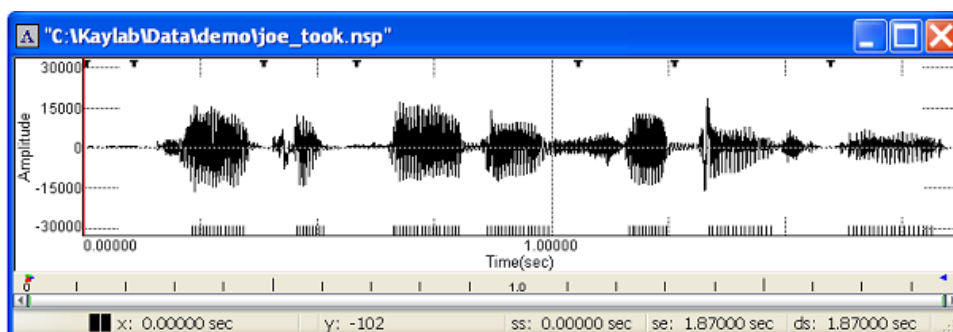 A "C:\Kaylab\Data\demo\joe_took.nsp"
30000
15000
0
-15000
-30000
Amplitude
0.00000 1.00000
Time(sec)
0 1.0
x: 0.00000 sec y: -102 ss: 0.00000 sec se: 1.87000 sec ds: 1.87000 sec